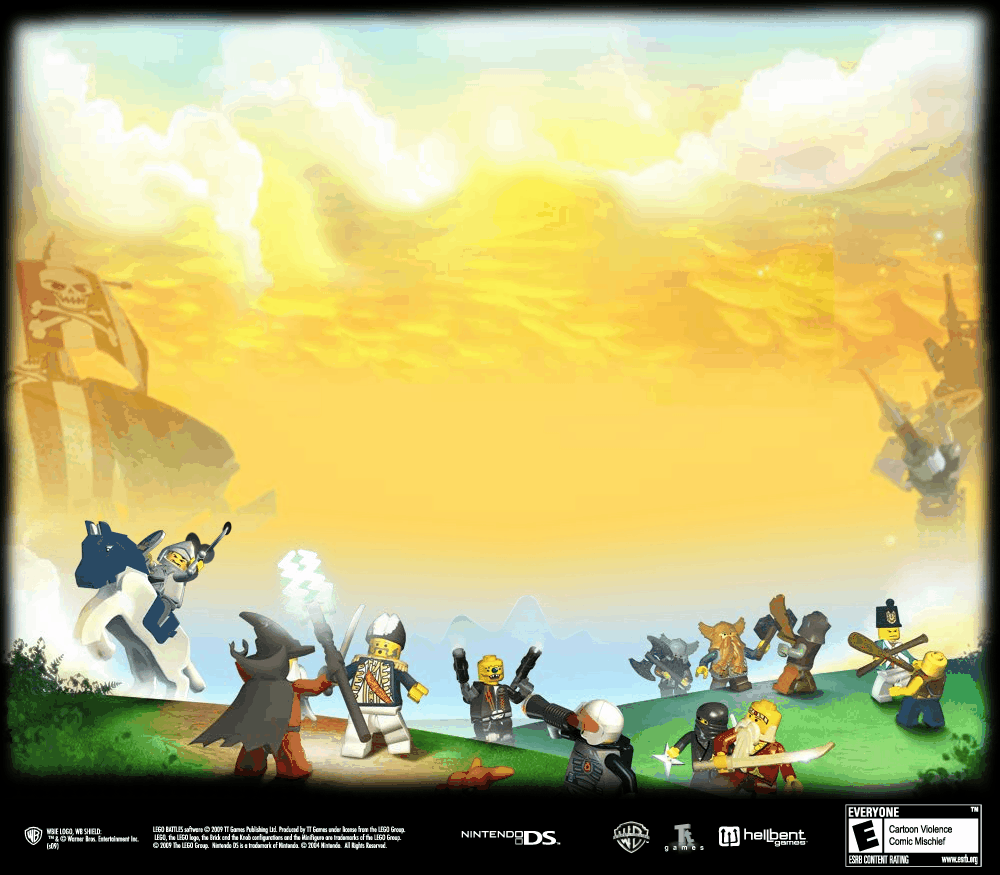 WBIE LOGO, WB SHIELD:
™ & © Warner Bros. Entertainment Inc.
(s09)
LEGO BATTLES software © 2009 TT Games Publishing Ltd. Produced by TT Games under license from the LEGO Group.
LEGO, the LEGO logo, the Brick and the Knob configurations and the Minifigure are trademarks of the LEGO Group.
© 2009 The LEGO Group. Nintendo DS is a trademark of Nintendo. © 2004 Nintendo. All Rights Reserved.
NINTENDO DS™
games
hellbent
games
EVERYONE ™
E
Cartoon Violence
Comic Mischief
ESRB CONTENT RATING www.esrb.org